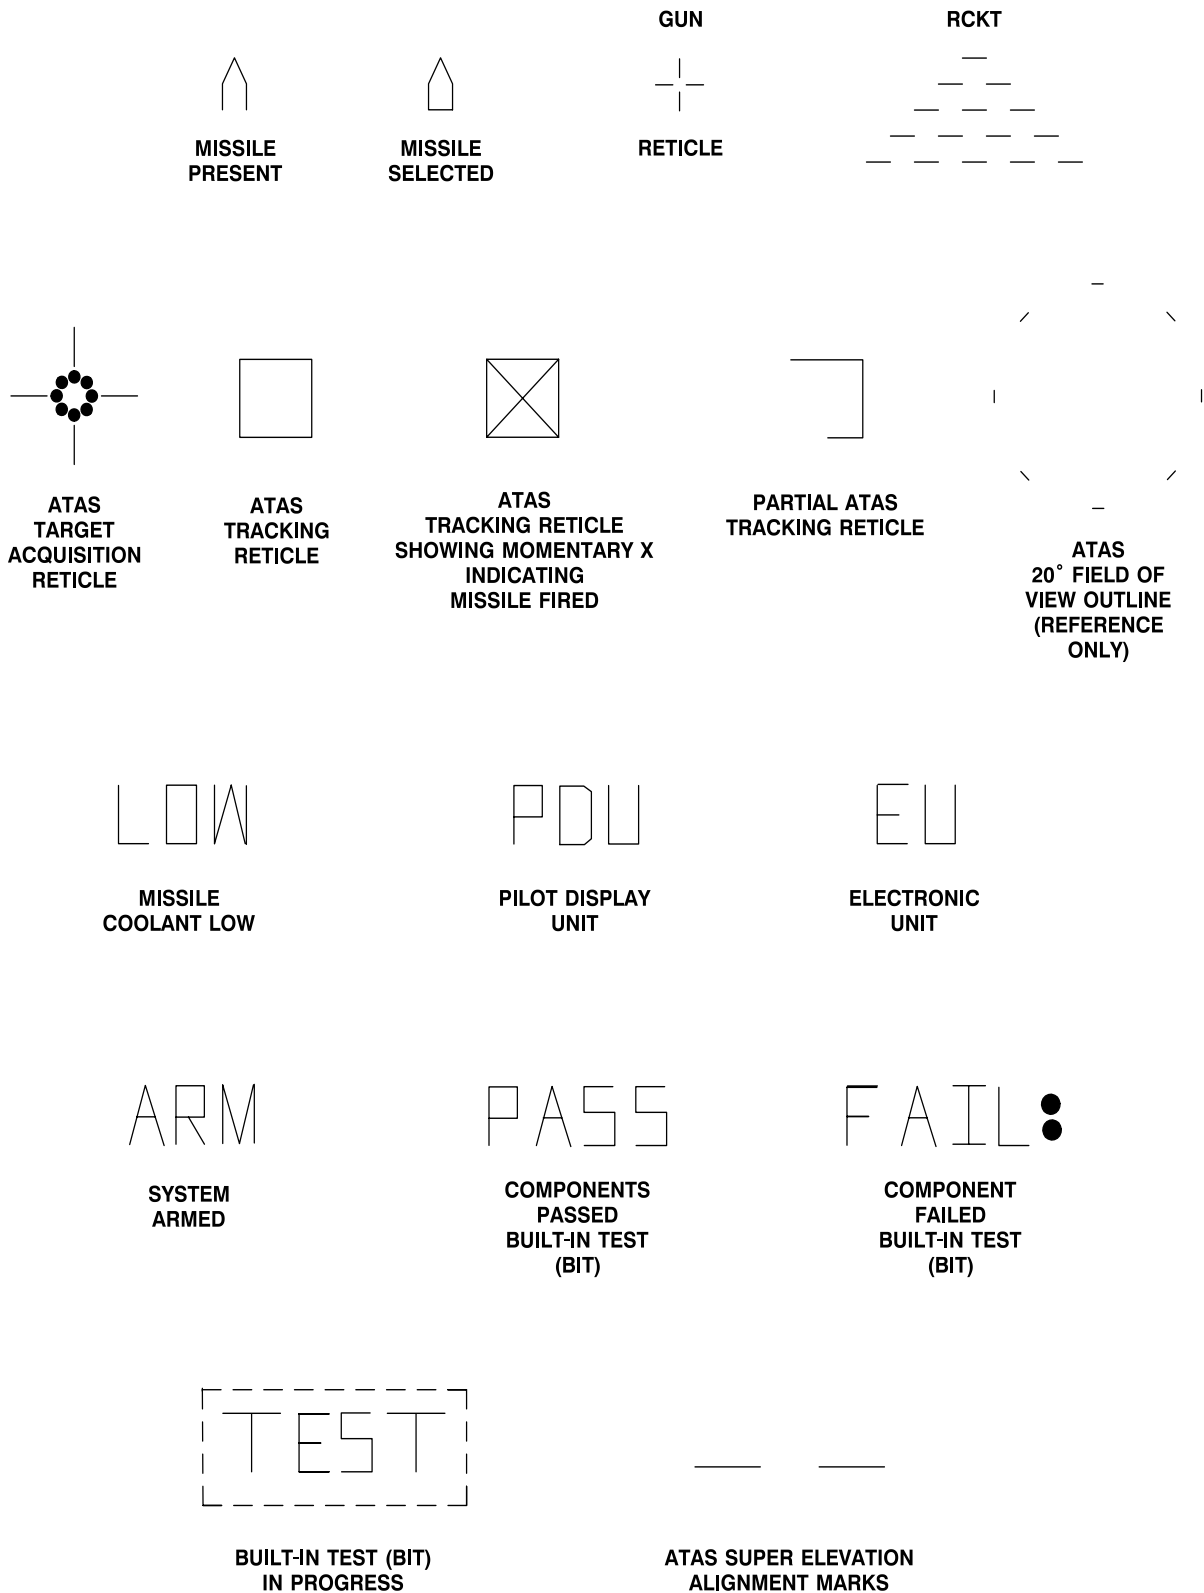 GUN
RCKT
MISSILE
PRESENT
MISSILE
SELECTED
RETICLE
ATAS
TARGET
ACQUISITION
RETICLE
ATAS
TRACKING
RETICLE
ATAS
TRACKING RETICLE
SHOWING MOMENTARY X
INDICATING
MISSILE FIRED
PARTIAL ATAS
TRACKING RETICLE
ATAS
20° FIELD OF
VIEW OUTLINE
(REFERENCE
ONLY)
LOW
MISSILE
COOLANT LOW
PDU
PILOT DISPLAY
UNIT
EU
ELECTRONIC
UNIT
ARM
SYSTEM
ARMED
PASS
COMPONENTS
PASSED
BUILT-IN TEST
(BIT)
FAIL:
COMPONENT
FAILED
BUILT-IN TEST
(BIT)
TEST
BUILT-IN TEST (BIT)
IN PROGRESS
ATAS SUPER ELEVATION
ALIGNMENT MARKS